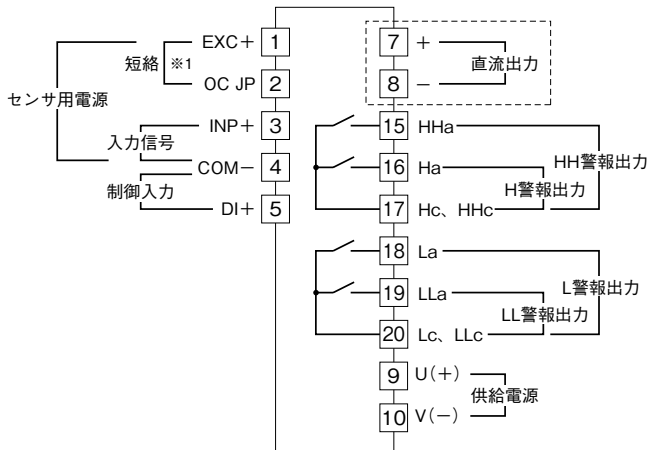 EXC+ 1
短絡 ※1
OC JP 2
センサ用電源
INP+ 3
入力信号
COM− 4
制御入力
DI+ 5
7 +
直流出力
8 −
15 HHa
HH警報出力
16 Ha
H警報出力
17 Hc、HHc
18 La
L警報出力
19 LLa
LL警報出力
20 Lc、LLc
9 U(+)
供給電源
10 V(−)